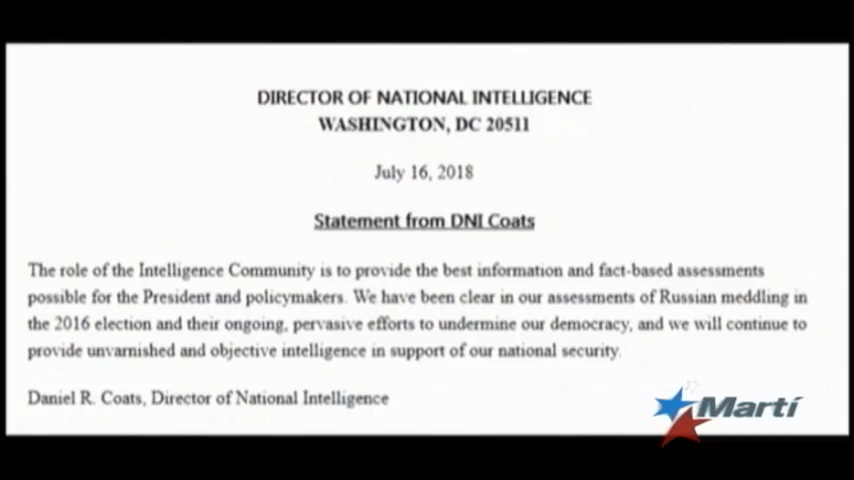 DIRECTOR OF NATIONAL INTELLIGENCE
WASHINGTON, DC 20511
July 16, 2018
Statement from DNI Coats
The role of the Intelligence Community is to provide the best information and fact-based assessments
possible for the President and policymakers. We have been clear in our assessments of Russian meddling in
the 2016 election and their ongoing, pervasive efforts to undermine our democracy, and we will continue to
provide unvarnished and objective intelligence in support of our national security.
Daniel R. Coats, Director of National Intelligence
Martí